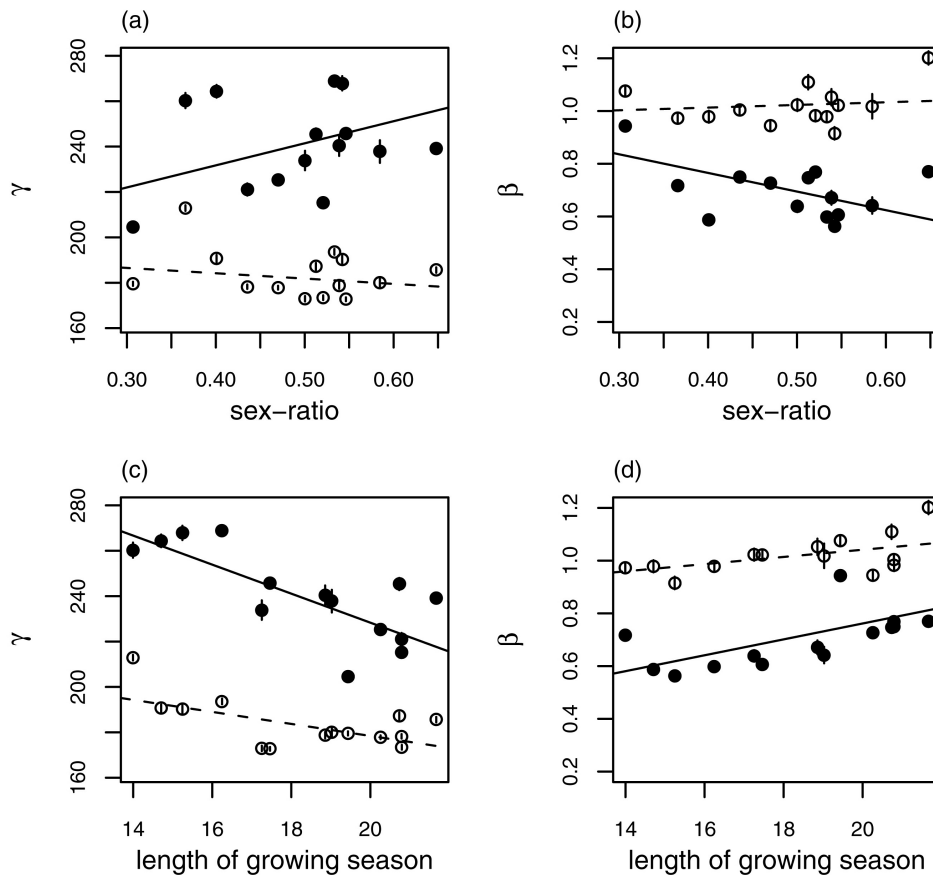 (a)
280
240
200
160
γ
0.30 0.40 0.50 0.60
sex−ratio
(b)
1.2
1.0
0.8
0.6
0.4
0.2
β
0.30 0.40 0.50 0.60
sex−ratio
(c)
280
240
200
160
γ
14 16 18 20
length of growing season
(d)
1.2
1.0
0.8
0.6
0.4
0.2
β
14 16 18 20
length of growing season